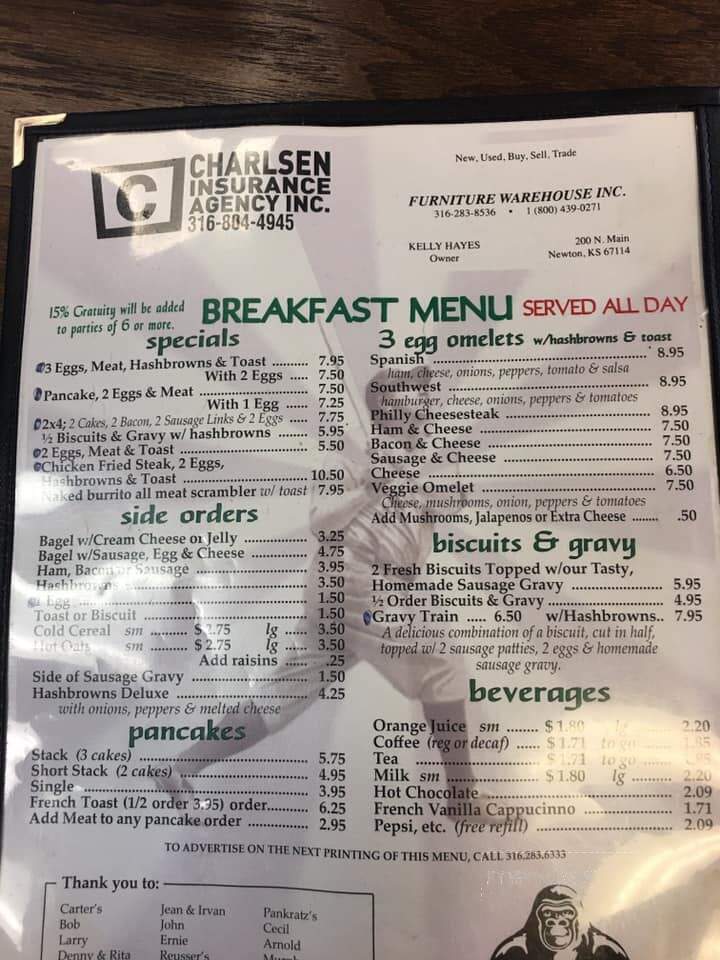 C
CHARLSEN
INSURANCE
AGENCY INC.
316-804-4945
New, Used, Buy, Sell, Trade
FURNITURE WAREHOUSE INC.
316-283-8536 • 1 (800) 439-0271
KELLY HAYES
Owner
200 N. Main
Newton, KS 67114
15% Gratuity will be added
to parties of 6 or more.
BREAKFAST MENU SERVED ALL DAY
specials
3 Eggs, Meat, Hashbrowns & Toast ......... 7.95
With 2 Eggs ..... 7.50
Pancake, 2 Eggs & Meat ..... 7.50
With 1 Egg ...... 7.25
2x4; 2 Cakes, 2 Bacon, 2 Sausage Links & 2 Eggs ...... 7.75
½ Biscuits & Gravy w/ hashbrowns ......... 5.95
2 Eggs, Meat & Toast ..... 5.50
Chicken Fried Steak, 2 Eggs,
Hashbrowns & Toast ..... 10.50
Naked burrito all meat scrambler w/ toast 7.95
side orders
Bagel w/Cream Cheese or Jelly ..... 3.25
Bagel w/Sausage, Egg & Cheese ..... 4.75
Ham, Bacon or Sausage ..... 3.95
Hashbrowns ..... 3.50
1 Egg ..... 1.50
Toast or Biscuit ..... 1.50
Cold Cereal sm ......... $2.75 lg ..... 3.50
Hot Oats sm ......... $2.75 lg ..... 3.50
Add raisins ..... .25
Side of Sausage Gravy ..... 1.50
Hashbrowns Deluxe ..... 4.25
with onions, peppers & melted cheese
pancakes
Stack (3 cakes) ..... 5.75
Short Stack (2 cakes) ..... 4.95
Single ..... 3.95
French Toast (1/2 order 3.95) order......... 6.25
Add Meat to any pancake order ..... 2.95
3 egg omelets w/hashbrowns & toast
Spanish ..... 8.95
ham, cheese, onions, peppers, tomato & salsa
Southwest ..... 8.95
hamburger, cheese, onions, peppers & tomatoes
Philly Cheesesteak ..... 8.95
Ham & Cheese ..... 7.50
Bacon & Cheese ..... 7.50
Sausage & Cheese ..... 7.50
Cheese ..... 6.50
Veggie Omelet ..... 7.50
Cheese, mushrooms, onion, peppers & tomatoes
Add Mushrooms, Jalapenos or Extra Cheese ........ .50
biscuits & gravy
2 Fresh Biscuits Topped w/our Tasty,
Homemade Sausage Gravy ..... 5.95
½ Order Biscuits & Gravy ..... 4.95
Gravy Train ..... 6.50 w/Hashbrowns.. 7.95
A delicious combination of a biscuit, cut in half,
topped w/ 2 sausage patties, 2 eggs & homemade
sausage gravy.
beverages
Orange Juice sm ........ $1.80 lg ..... 2.20
Coffee (reg or decaf) ...... $1.71 to go ..... 1.85
Tea ..... $1.71 to go
Milk sm ..... $1.80 lg ........ 2.20
Hot Chocolate ..... 2.09
French Vanilla Cappucinno ..... 1.71
Pepsi, etc. (free refill) ..... 2.09
TO ADVERTISE ON THE NEXT PRINTING OF THIS MENU, CALL 316.283.6333
Thank you to:
Carter's
Bob
Larry
Denny & Rita
Jean & Irvan
John
Ernie
Reusser's
Pankratz's
Cecil
Arnold